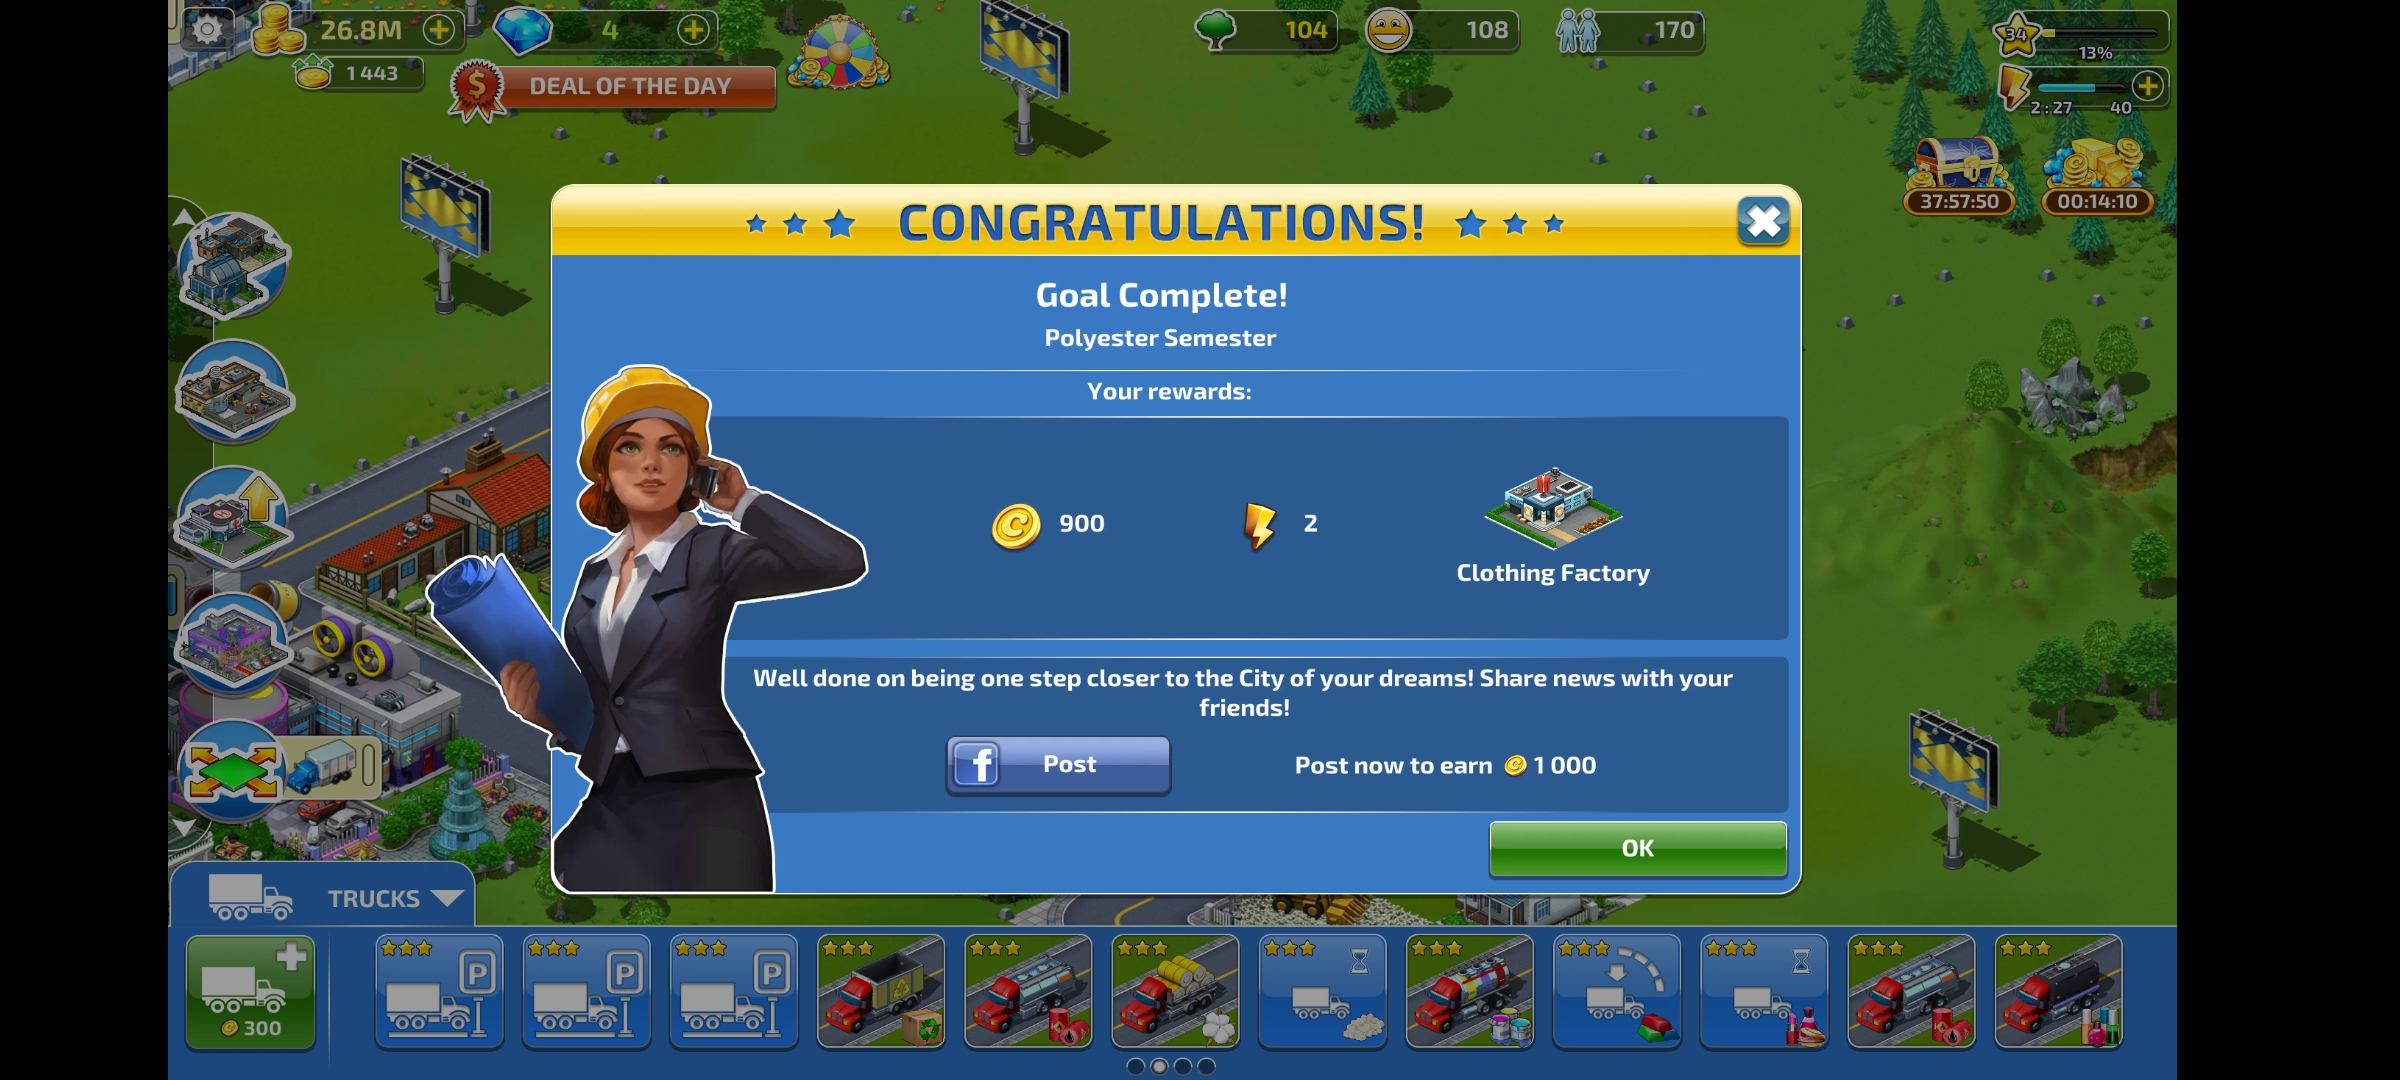 26.8M
4
104
108
170
34
13%
1 443
DEAL OF THE DAY
2:27
40
37:57:50
00:14:10
CONGRATULATIONS!
Goal Complete!
Polyester Semester
Your rewards:
900
2
Clothing Factory
Well done on being one step closer to the City of your dreams! Share news with your
friends!
f
Post
Post now to earn 1 000
OK
TRUCKS
300
P
P
P